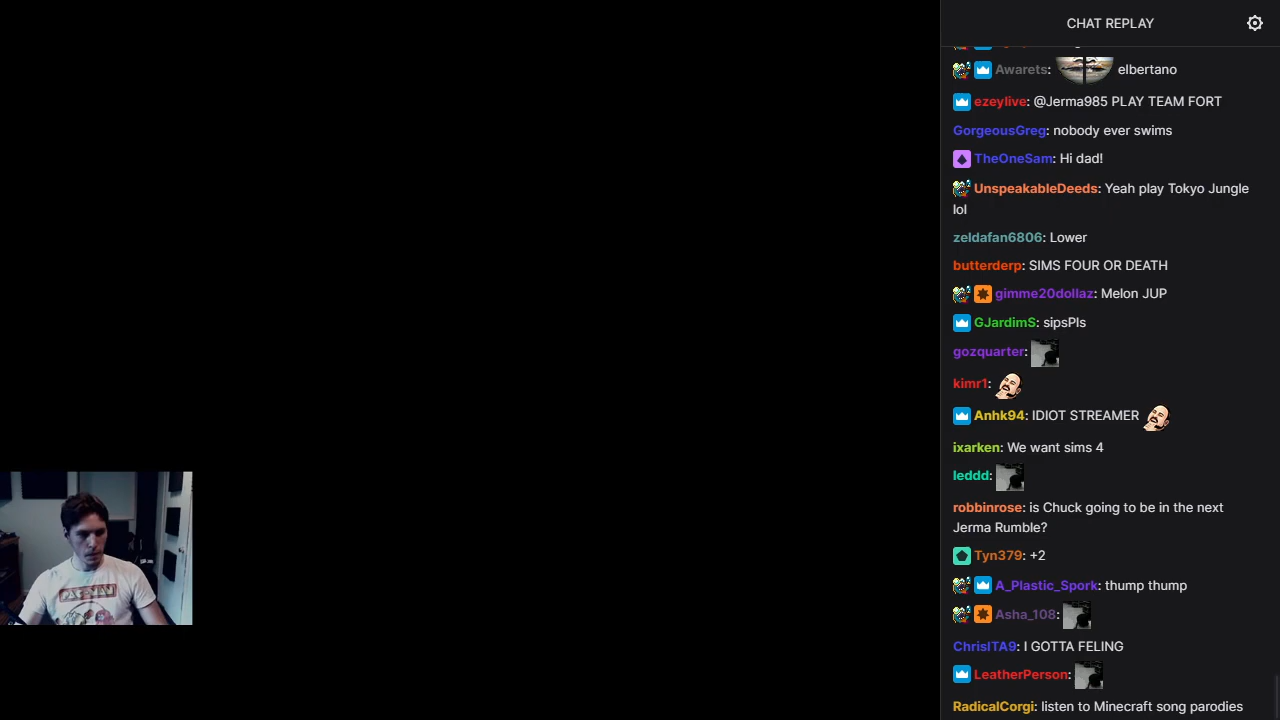 CHAT REPLAY
Awarets: elbertano
ezeylive: @Jerma985 PLAY TEAM FORT
GorgeousGreg: nobody ever swims
TheOneSam: Hi dad!
UnspeakableDeeds: Yeah play Tokyo Jungle
lol
zeldafan6806: Lower
butterderp: SIMS FOUR OR DEATH
gimme20dollaz: Melon JUP
GJardimS: sipsPls
gozquarter:
kimr1:
Anhk94: IDIOT STREAMER
ixarken: We want sims 4
leddd:
robbinrose: is Chuck going to be in the next
Jerma Rumble?
Tyn379: +2
A_Plastic_Spork: thump thump
Asha_108:
ChrisITA9: I GOTTA FELING
LeatherPerson:
RadicalCorgi: listen to Minecraft song parodies
PAC-MAN